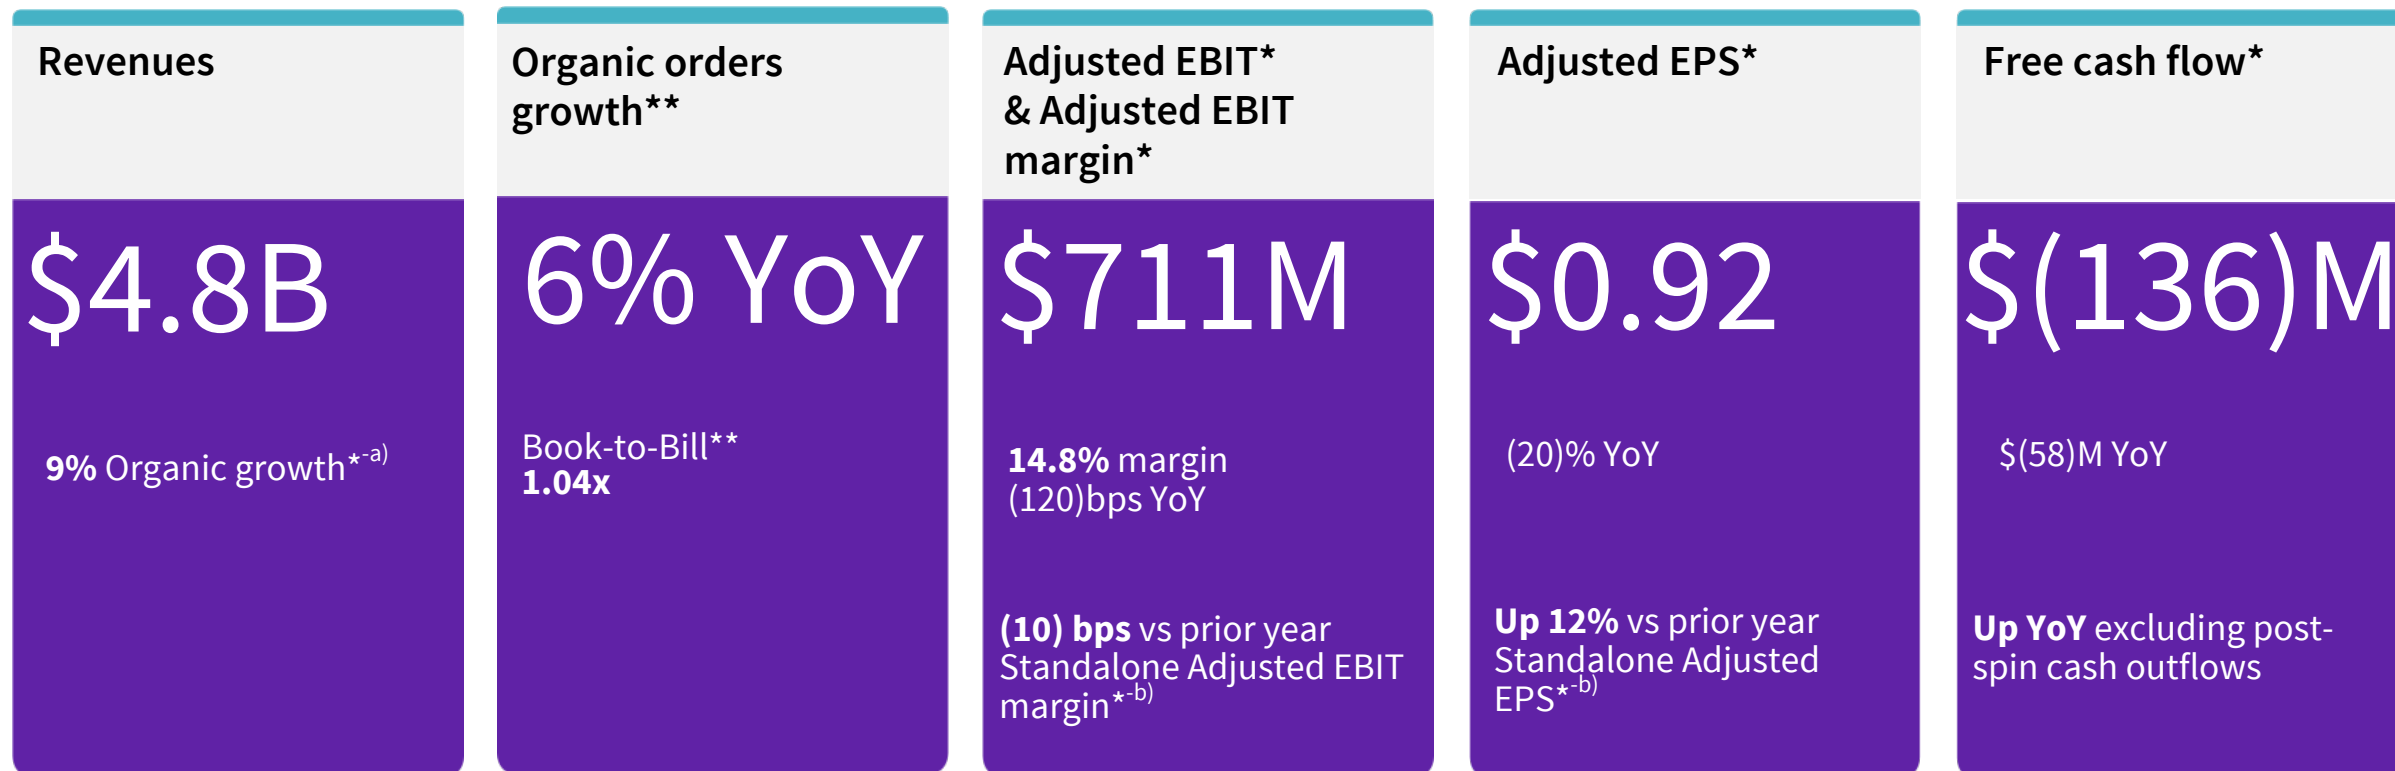 Revenues
$4.8B
9% Organic growth*-a)
Organic orders
growth**
6% YoY
Book-to-Bill**
1.04x
Adjusted EBIT*
& Adjusted EBIT
margin*
$711M
14.8% margin
(120)bps YoY
(10) bps vs prior year
Standalone Adjusted EBIT
margin*-b)
Adjusted EPS*
$0.92
(20)% YoY
Up 12% vs prior year
Standalone Adjusted
EPS*-b)
Free cash flow*
$(136)M
$(58)M YoY
Up YoY excluding post-
spin cash outflows